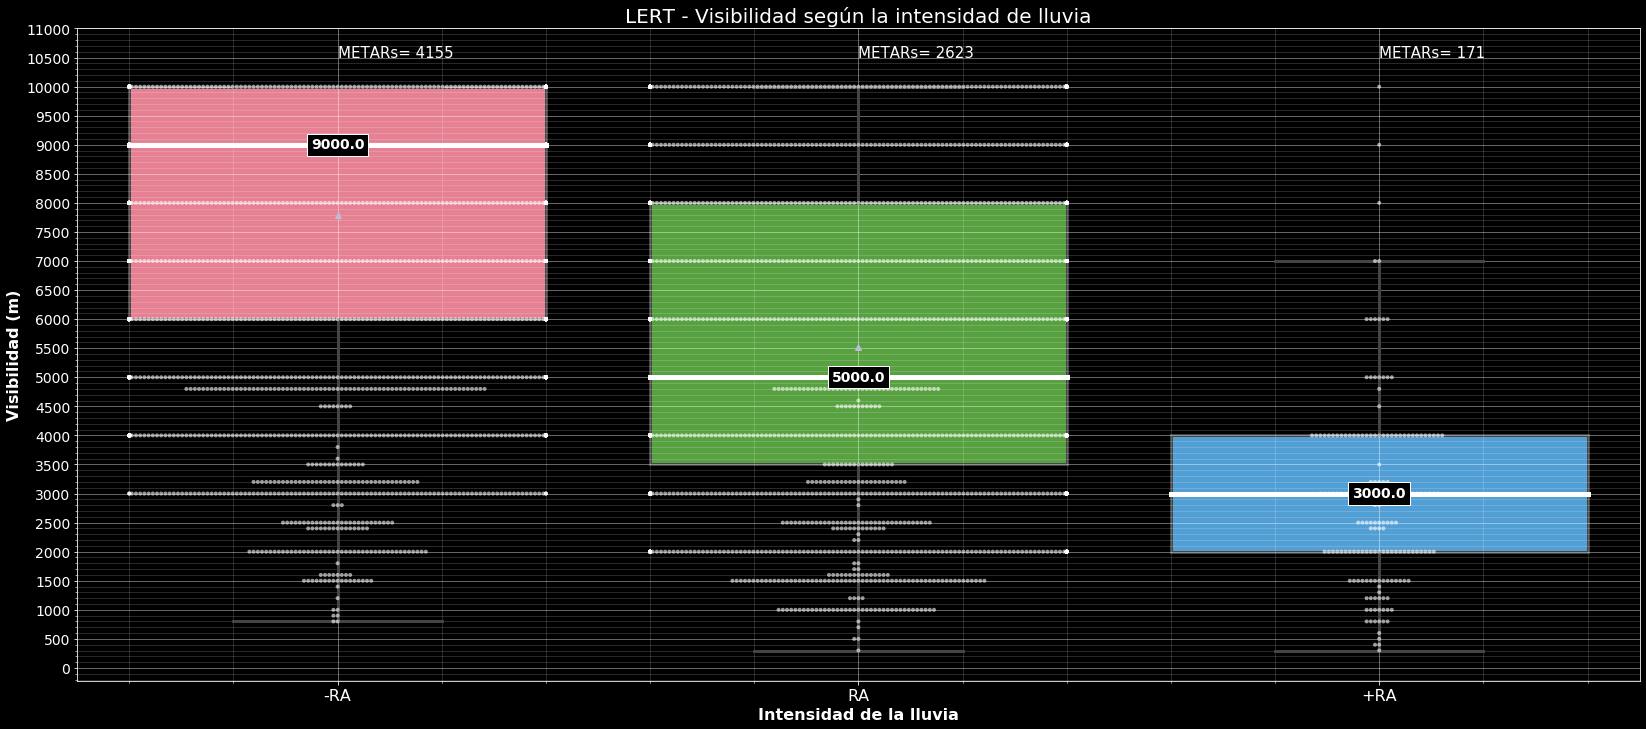 LERT - Visibilidad según la intensidad de lluvia
METARs= 4155
METARs= 2623
METARs= 171
11000
10500
10000
9500
9000
8500
8000
7500
7000
6500
6000
5500
5000
4500
4000
3500
3000
2500
2000
1500
1000
500
0
Visibilidad (m)
9000.0
5000.0
3000.0
-RA
RA
+RA
Intensidad de la lluvia